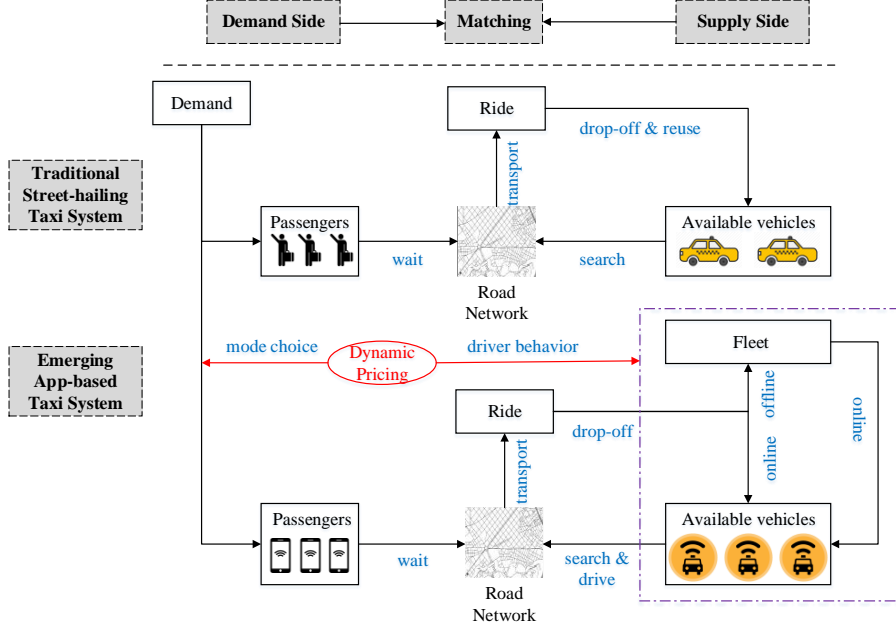 Demand Side
Matching
Supply Side
Demand
Ride
drop-off & reuse
transport
Traditional
Street-hailing
Taxi System
Passengers
Available vehicles
wait
search
Road
Network
mode choice
Dynamic
Pricing
driver behavior
Fleet
Emerging
App-based
Taxi System
Ride
drop-off
offline
online
online
transport
Passengers
Available vehicles
wait
search &
drive
Road
Network